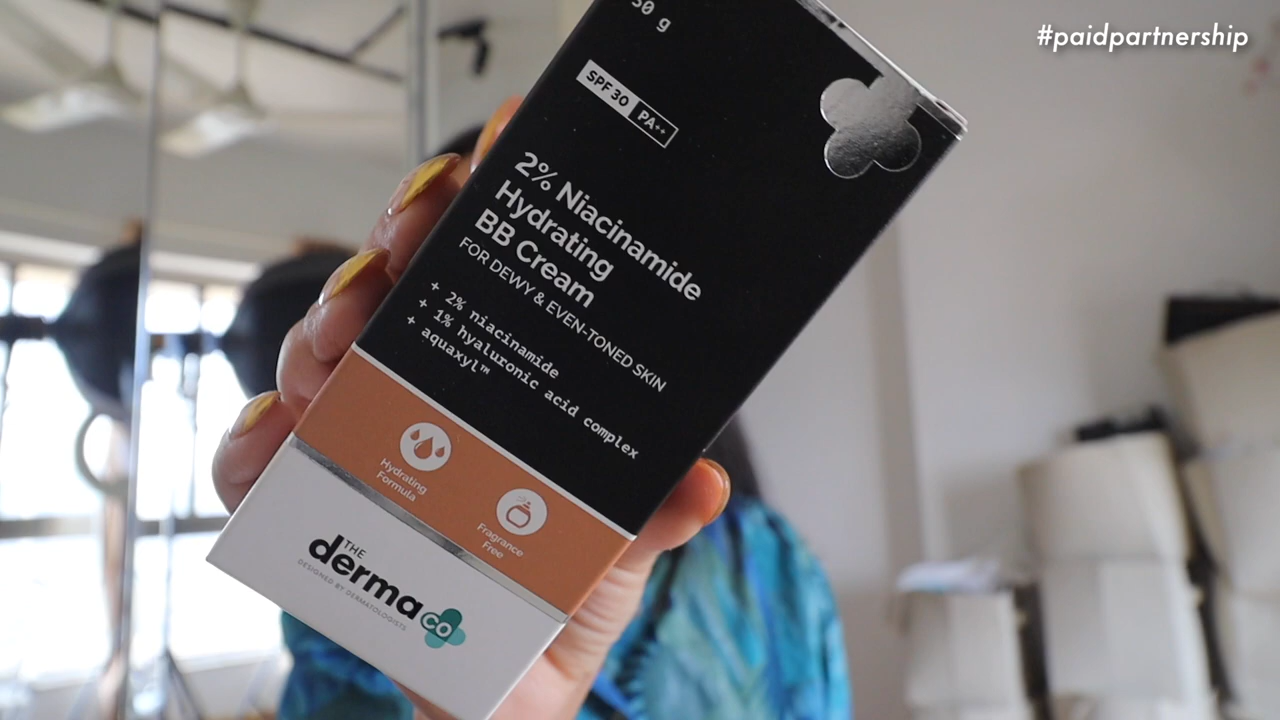 #paidpartnership
50 g
SPF 30 PA++
2% Niacinamide
Hydrating
BB Cream
FOR DEWY & EVEN-TONED SKIN
+ 2% niacinamide
+ 1% hyaluronic acid complex
+ aquaxyl™
Hydrating
Formula
Fragrance
Free
THE
derma co
DESIGNED BY DERMATOLOGISTS